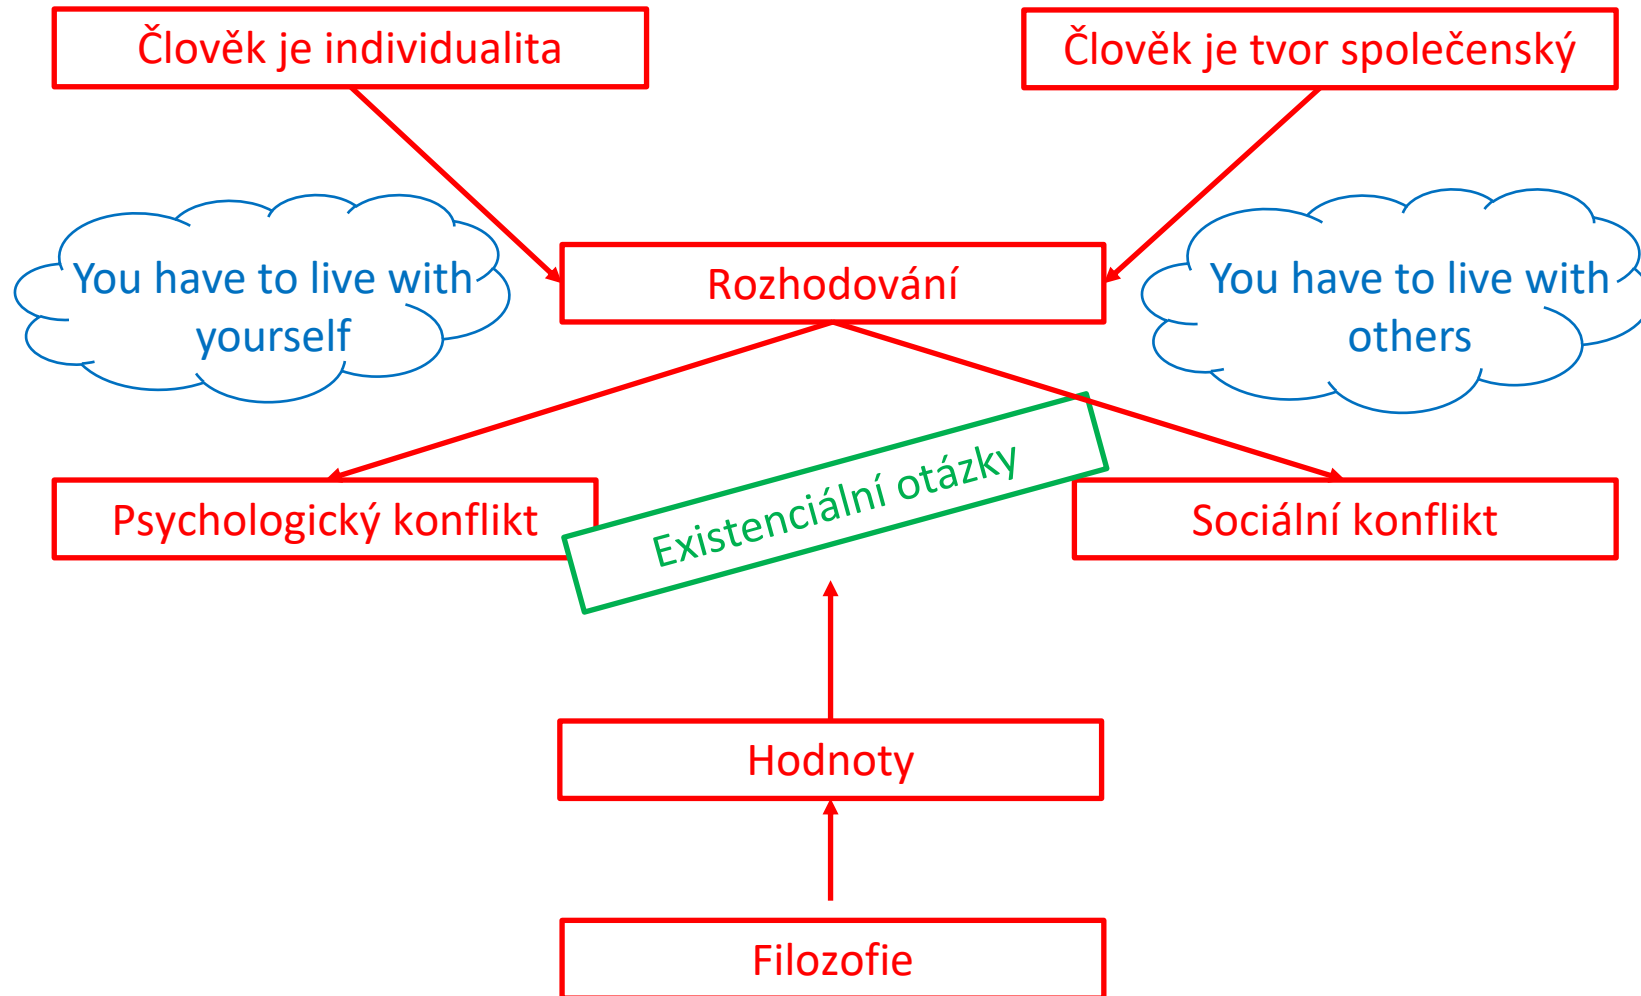 Člověk je individualita
Člověk je tvor společenský
You have to live with
yourself
Rozhodování
You have to live with
others
Psychologický konflikt
Existenciální otázky
Sociální konflikt
Hodnoty
Filozofie